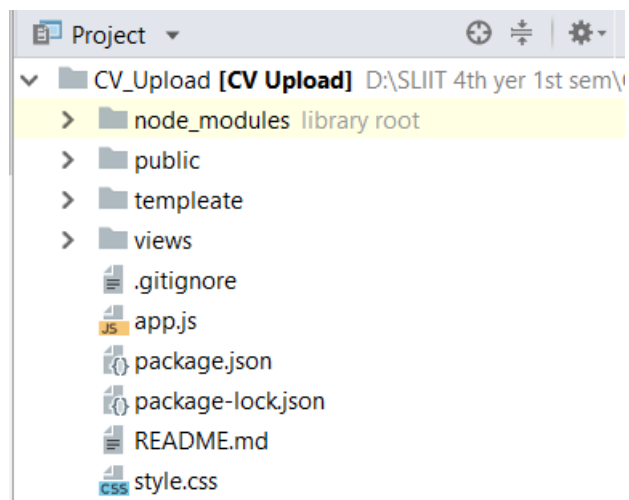 Project
CV_Upload [CV Upload] D:\SLIIT 4th yer 1st sem\
node_modules library root
public
templeate
views
.gitignore
JS app.js
package.json
package-lock.json
README.md
CSS style.css